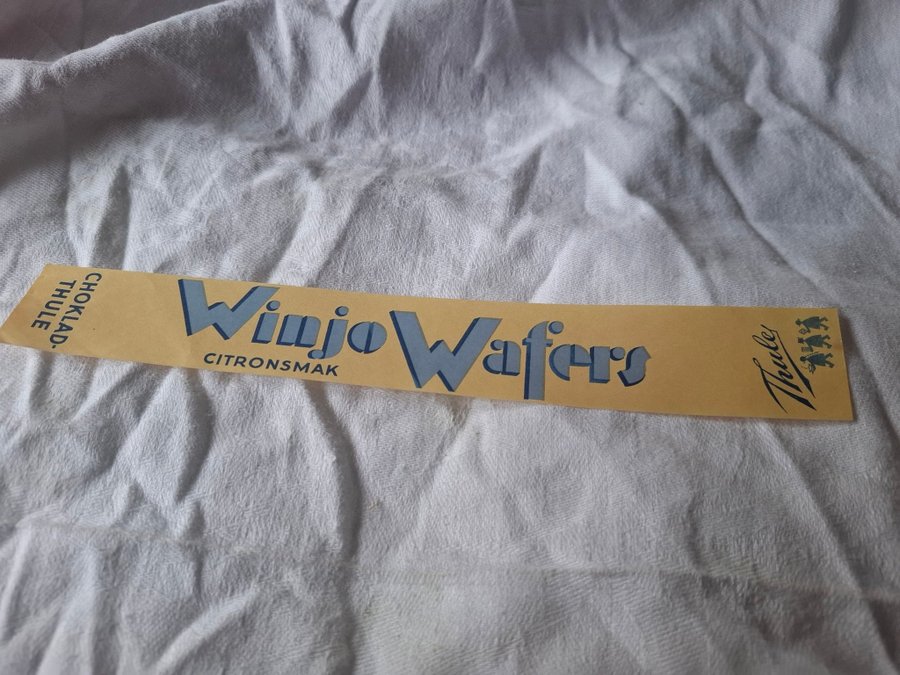 CHOKLAD-
THULE
Winjo Wafers
CITRONSMAK
Thule